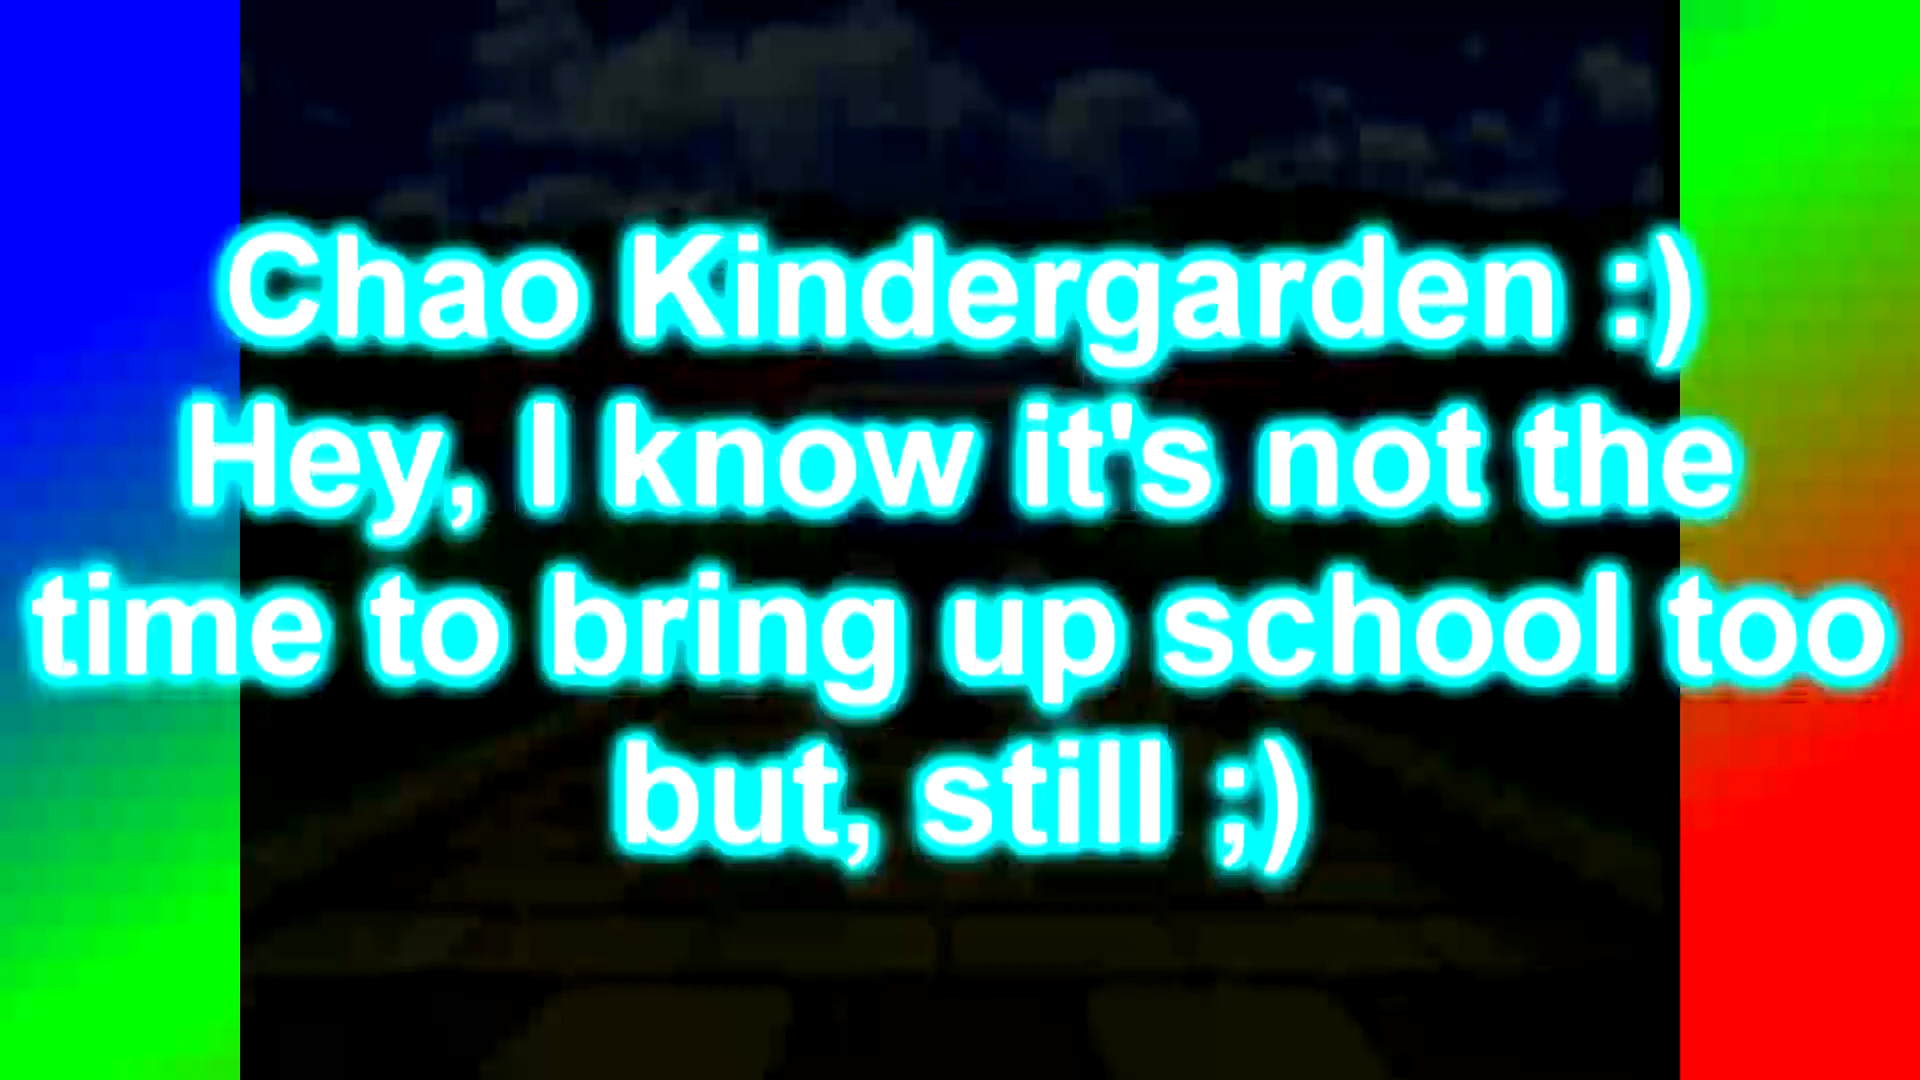 Chao Kindergarden :)
Hey, I know it's not the
time to bring up school too
but, still ;)